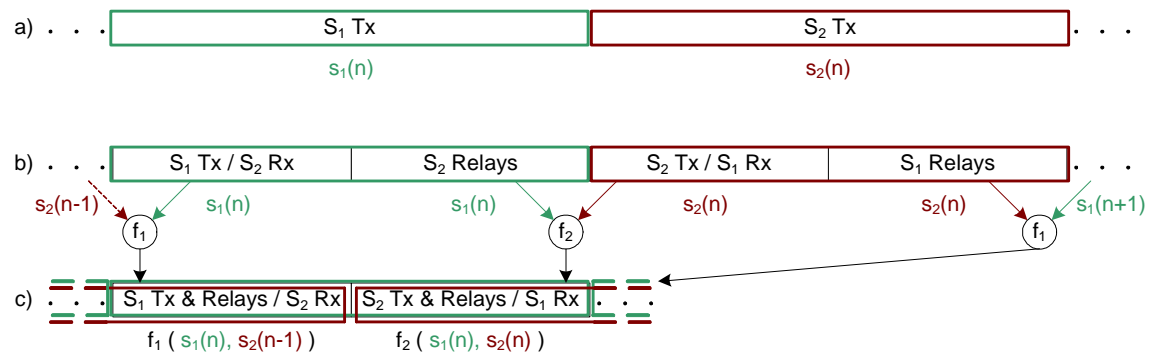 a) . . . S₁ Tx S₂ Tx . . .
s₁(n) s₂(n)
b) . . . S₁ Tx / S₂ Rx S₂ Relays S₂ Tx / S₁ Rx S₁ Relays . . .
s₂(n-1) s₁(n) s₁(n) s₂(n) s₂(n) s₁(n+1)
f₁ f₂ f₁
c) . . . S₁ Tx & Relays / S₂ Rx S₂ Tx & Relays / S₁ Rx . . .
f₁ ( s₁(n), s₂(n-1) ) f₂ ( s₁(n), s₂(n) )